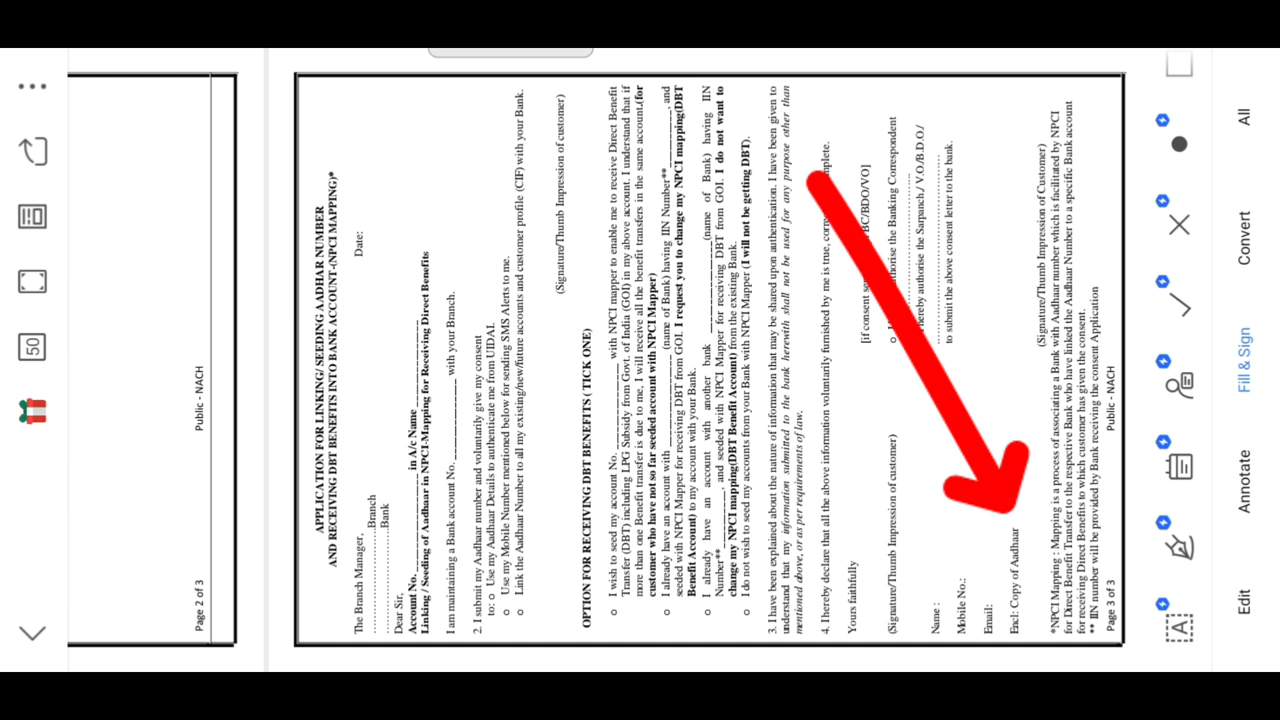 Page 2 of 3
Public - NACH
APPLICATION FOR LINKING/ SEEDING AADHAR NUMBER
AND RECEIVING DBT BENEFITS INTO BANK ACCOUNT-(NPCI MAPPING)*
The Branch Manager,
Date:
Branch
Bank
Dear Sir,
Account No. in A/c Name
Linking / Seeding of Aadhaar in NPCI-Mapping for Receiving Direct Benefits
I am maintaining a Bank account No. with your Branch.
2. I submit my Aadhaar number and voluntarily give my consent
to: o Use my Aadhaar Details to authenticate me from UIDAI.
o Use my Mobile Number mentioned below for sending SMS Alerts to me.
o Link the Aadhaar Number to all my existing/new/future accounts and customer profile (CIF) with your Bank.
(Signature/Thumb Impression of customer)
OPTION FOR RECEIVING DBT BENEFITS ( TICK ONE)
o I wish to seed my account No. with NPCI mapper to enable me to receive Direct Benefit
Transfer (DBT) including LPG Subsidy from Govt. of India (GOI) in my above account. I understand that if
more than one Benefit transfer is due to me, I will receive all the benefit transfers in the same account.(for
customer who have not so far seeded account with NPCI Mapper)
o I already have an account with (name of Bank) having IIN Number** , and
seeded with NPCI Mapper for receiving DBT from GOI. I request you to change my NPCI mapping(DBT
Benefit Account) to my account with your Bank.
o I already have an account with another bank (name of Bank) having IIN
Number** , and seeded with NPCI Mapper for receiving DBT from GOI. I do not want to
change my NPCI mapping(DBT Benefit Account) from the existing Bank.
o I do not wish to seed my accounts from your Bank with NPCI Mapper (I will not be getting DBT).
3. I have been explained about the nature of information that may be shared upon authentication. I have been given to
understand that my information submitted to the bank herewith shall not be used for any purpose other than
mentioned above, or as per requirements of law.
4. I hereby declare that all the above information voluntarily furnished by me is true,
Yours faithfully
[if consent BC/BDO/VO]
(Signature/Thumb Impression of customer)
o the Banking Correspondent
Name :
hereby authorise the Sarpanch./ V.O./B.D.O./
Mobile No.:
to submit the above consent letter to the bank.
Email:
Encl: Copy of Aadhaar
(Signature/Thumb Impression of Customer)
*NPCI Mapping : Mapping is a process of associating a Bank with Aadhaar number which is facilitated by NPCI
for Direct Benefit Transfer to the respective Bank who have linked the Aadhaar Number to a specific Bank account
for receiving Direct Benefits to which customer has given the consent.
** IIN number will be provided by Bank receiving the consent Application
Page 3 of 3
Public - NACH
50
A
Edit
Annotate
Fill & Sign
Convert
All